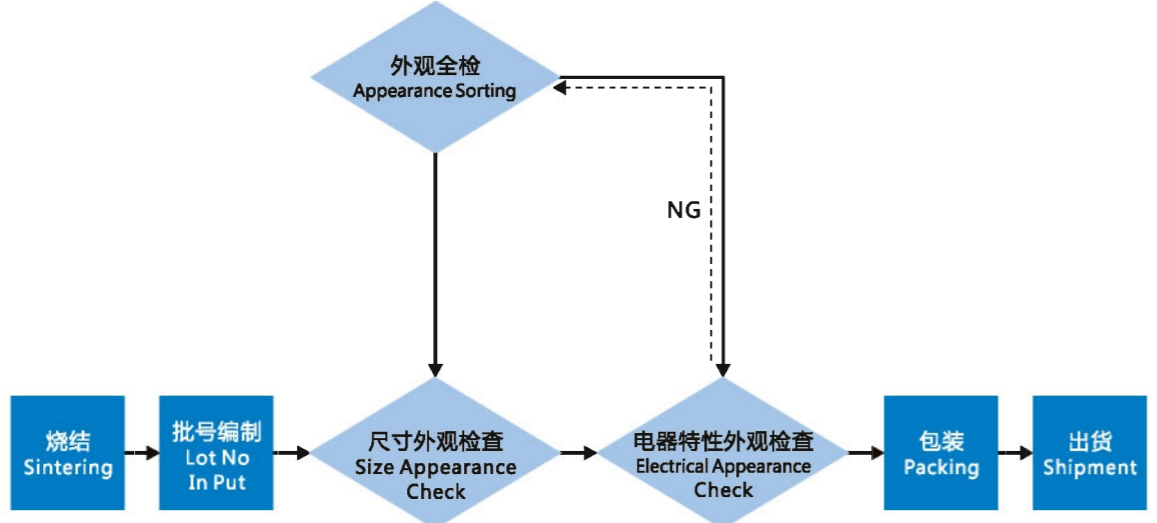 外观全检
Appearance Sorting
NG
烧结
Sintering
批号编制
Lot No
In Put
尺寸外观检查
Size Appearance
Check
电器特性外观检查
Electrical Appearance
Check
包装
Packing
出货
Shipment